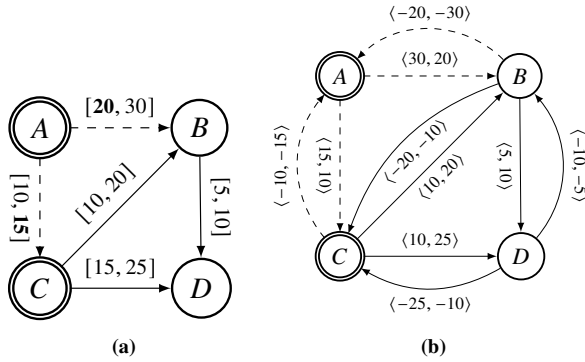 [20, 30]
A
B
[10, 15]
[10, 20]
[5, 10]
C
[15, 25]
D
(a)
⟨−20, −30⟩
A
⟨30, 20⟩
B
⟨−10, −15⟩
⟨15, 10⟩
⟨−20, −10⟩
⟨10, 20⟩
⟨5, 10⟩
⟨−10, −5⟩
C
⟨10, 25⟩
D
⟨−25, −10⟩
(b)